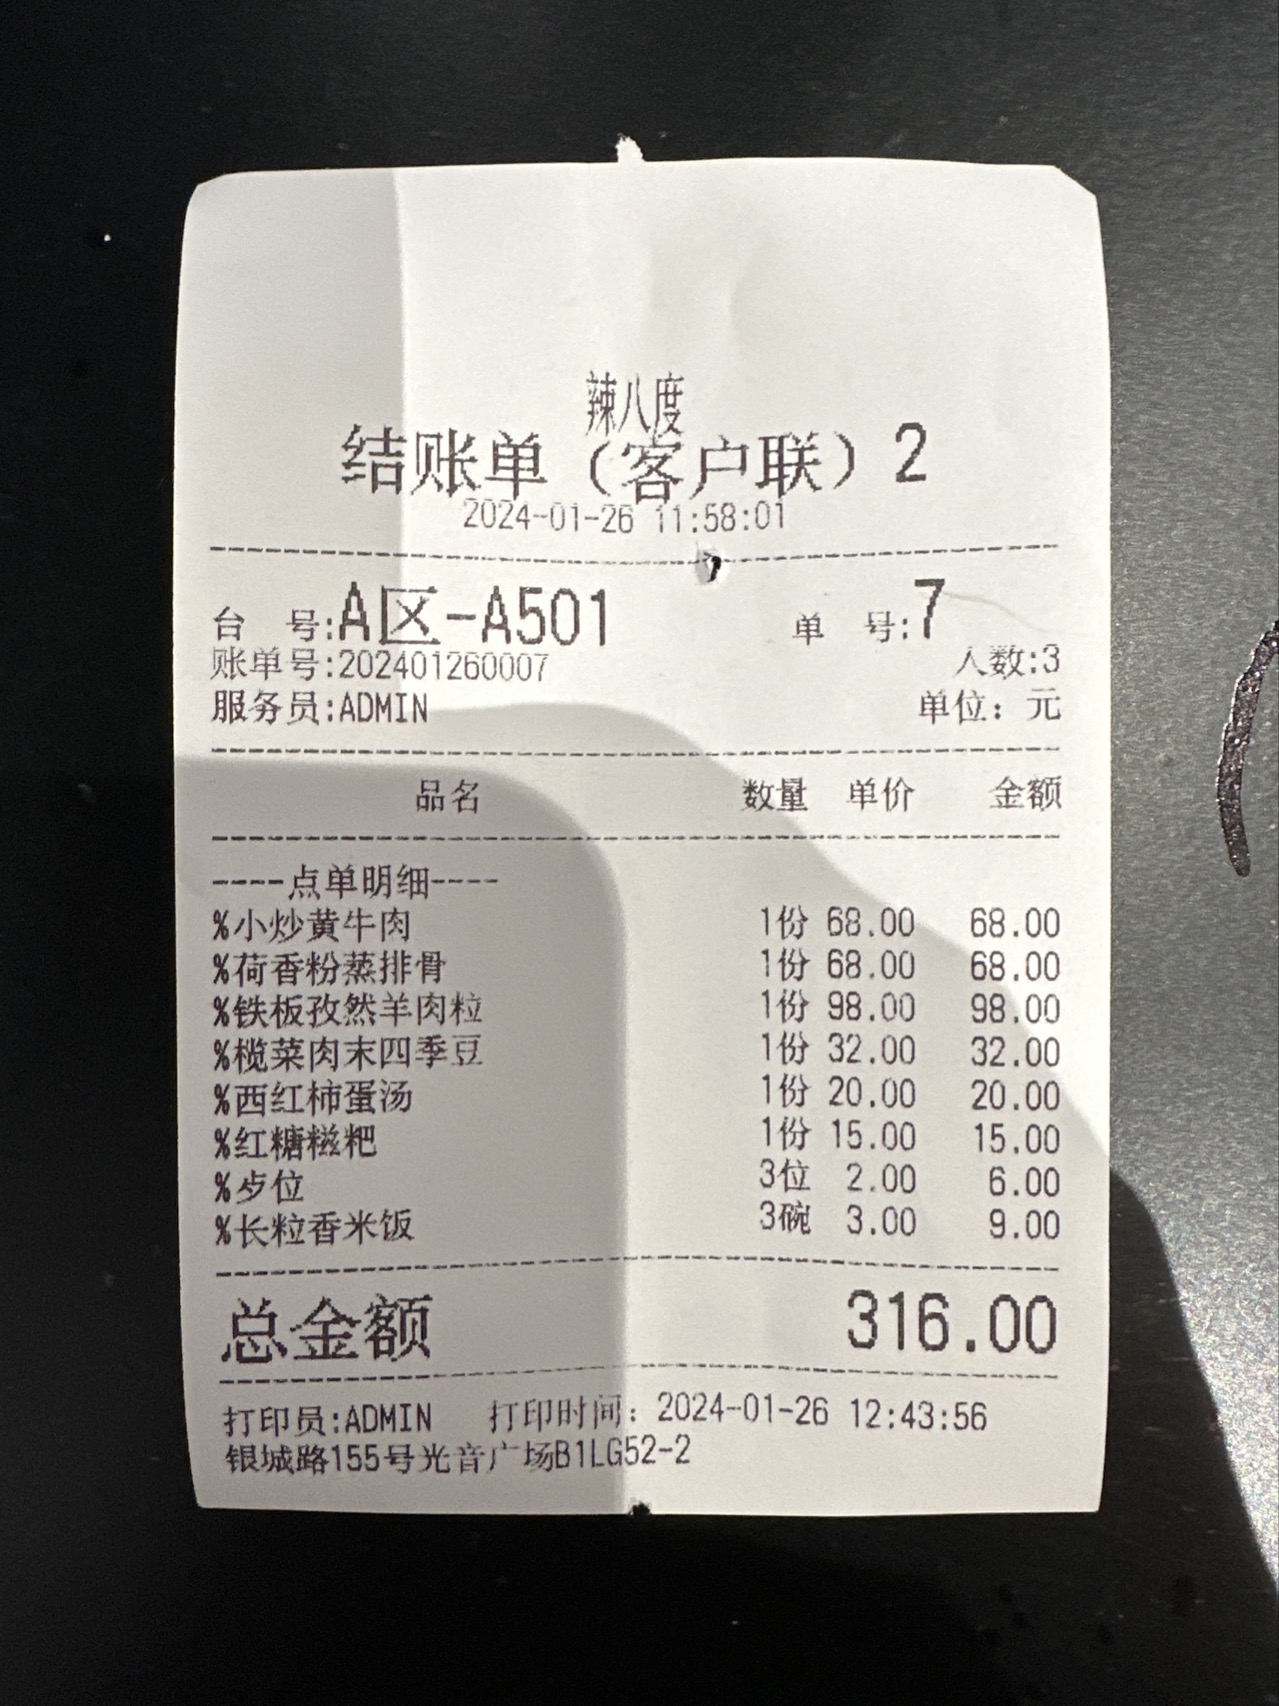 辣八度
结账单（客户联）2
2024-01-26 11:58:01
台 号:A区-A501 单 号:7
账单号:202401260007 人数:3
服务员:ADMIN 单位：元
品名 数量 单价 金额
----点单明细----
%小炒黄牛肉 1份 68.00 68.00
%荷香粉蒸排骨 1份 68.00 68.00
%铁板孜然羊肉粒 1份 98.00 98.00
%榄菜肉末四季豆 1份 32.00 32.00
%西红柿蛋汤 1份 20.00 20.00
%红糖糍粑 1份 15.00 15.00
%歺位 3位 2.00 6.00
%长粒香米饭 3碗 3.00 9.00
总金额 316.00
打印员:ADMIN 打印时间：2024-01-26 12:43:56
银城路155号光音广场B1LG52-2